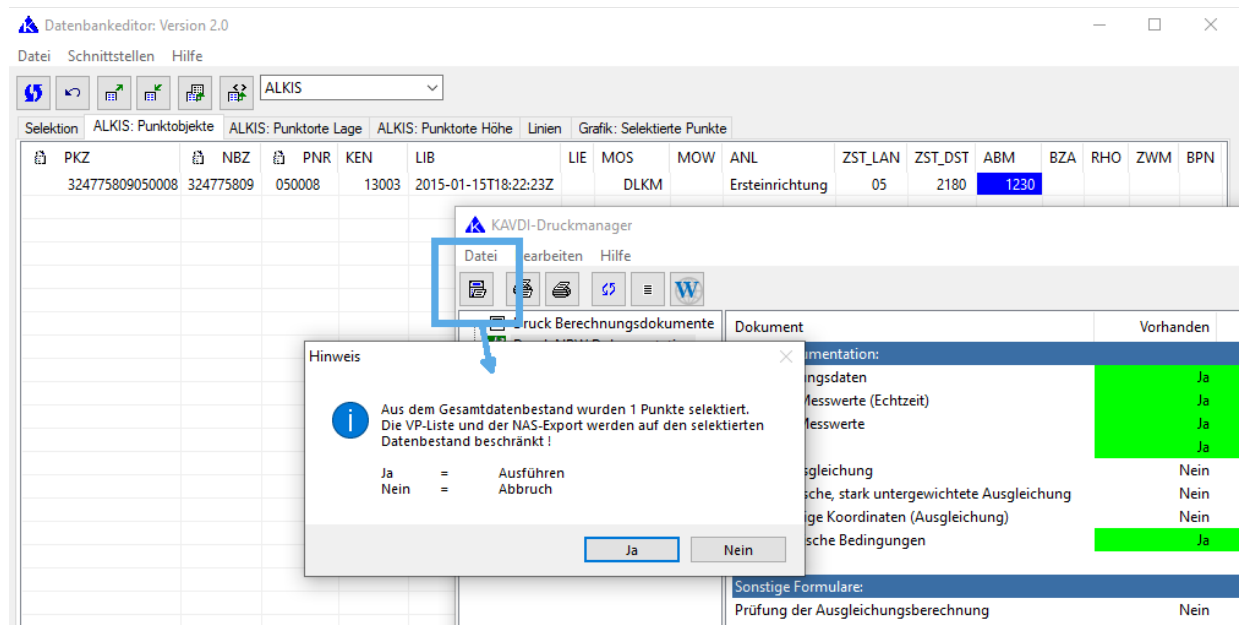 Datenbankeditor: Version 2.0
Datei Schnittstellen Hilfe
ALKIS
Selektion ALKIS: Punktobjekte ALKIS: Punktorte Lage ALKIS: Punktorte Höhe Linien Grafik: Selektierte Punkte
PKZ NBZ PNR KEN LIB LIE MOS MOW ANL ZST_LAN ZST_DST ABM BZA RHO ZWM BPN
324775809050008 324775809 050008 13003 2015-01-15T18:22:23Z DLKM Ersteinrichtung 05 2180 1230
KAVDI-Druckmanager
Datei earbeiten Hilfe
W
Druck Berechnungsdokumente
Dokument Vorhanden
Hinweis
umentation:
ungsdaten Ja
Messwerte (Echtzeit) Ja
Messwerte Ja
Ja
sgleichung Nein
sche, stark untergewichtete Ausgleichung Nein
ige Koordinaten (Ausgleichung) Nein
sche Bedingungen Ja
Aus dem Gesamtdatenbestand wurden 1 Punkte selektiert.
Die VP-Liste und der NAS-Export werden auf den selektierten
Datenbestand beschränkt !
Ja = Ausführen
Nein = Abbruch
Ja Nein
Sonstige Formulare:
Prüfung der Ausgleichungsberechnung Nein